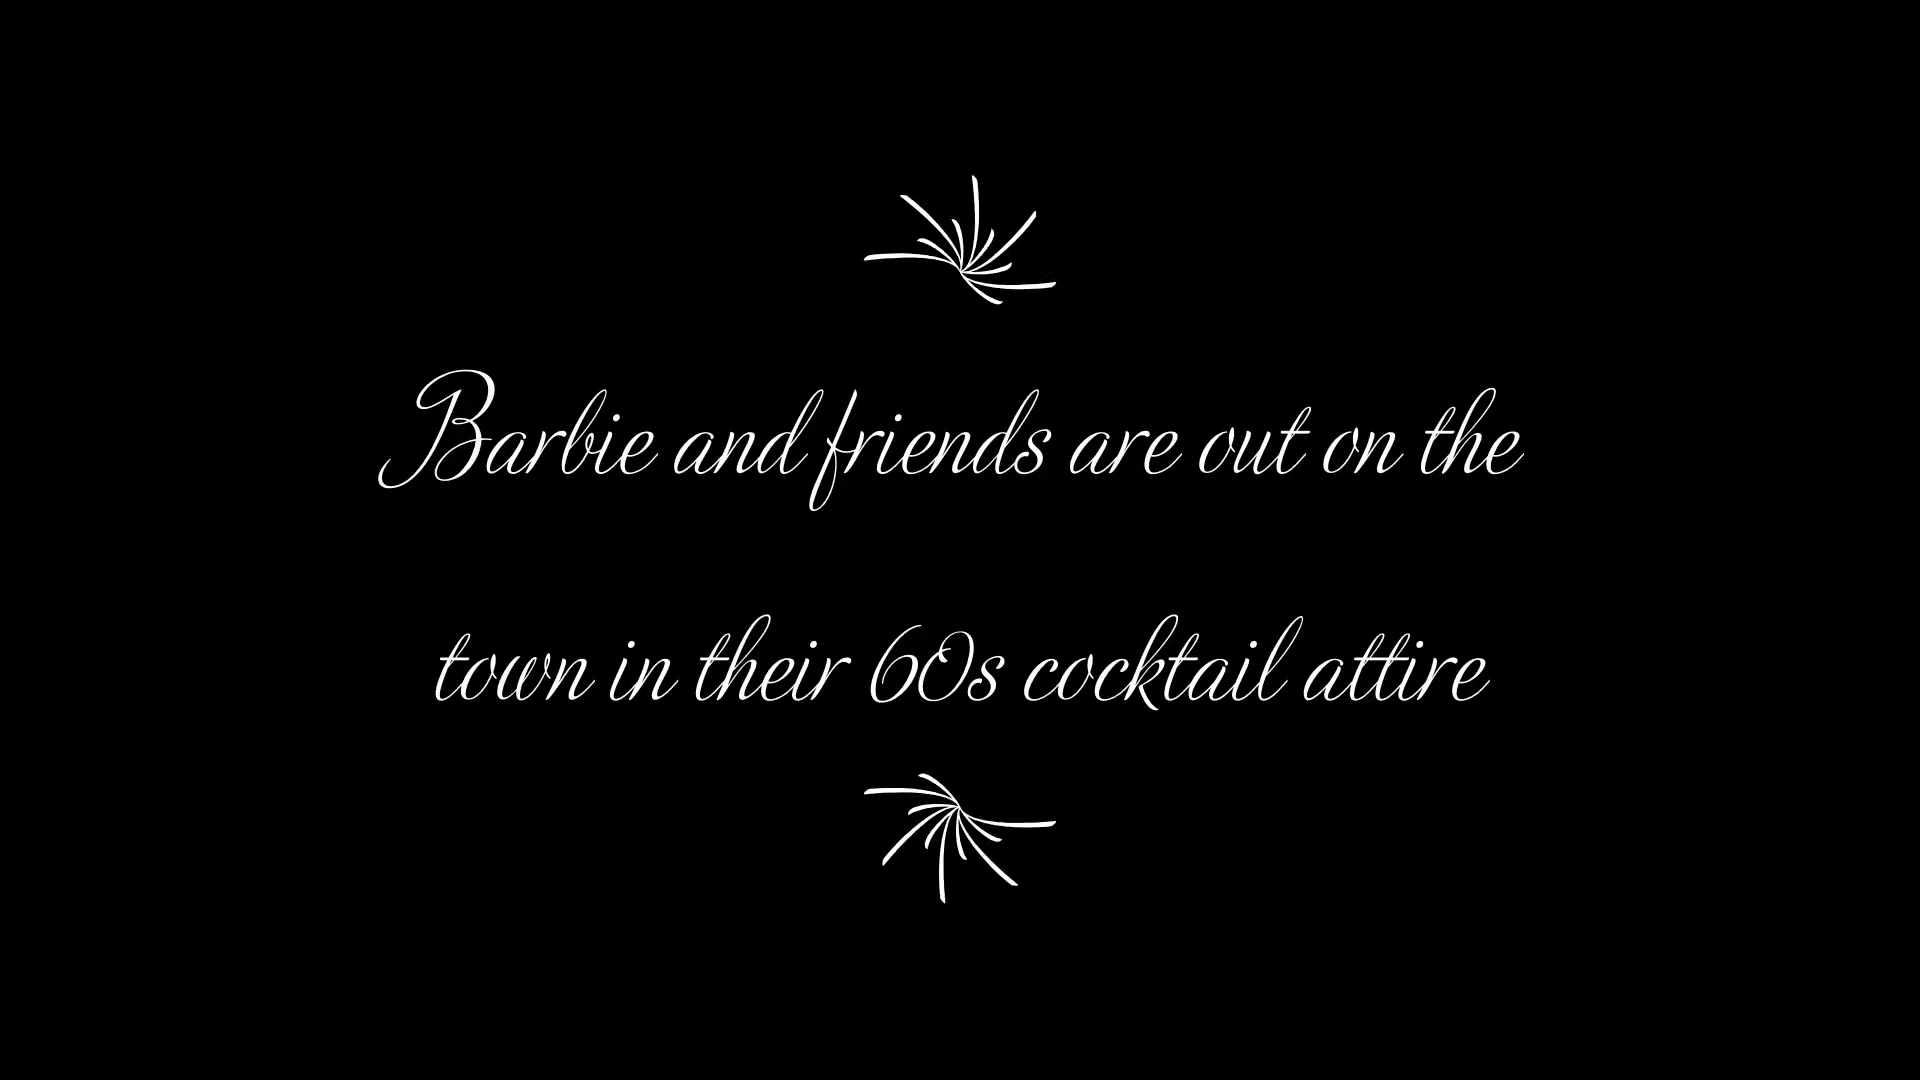 Barbie and friends are out on the
town in their 60s cocktail attire